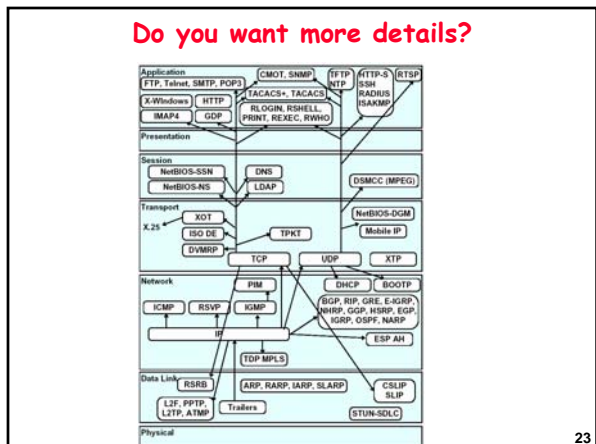 Do you want more details?
Application
FTP, Telnet, SMTP, POP3
CMOT, SNMP
TFTP
NTP
HTTP-S
SSH
RADIUS
ISAKMP
RTSP
X-Windows
HTTP
TACACS+, TACACS
IMAP4
GDP
RLOGIN, RSHELL,
PRINT, REXEC, RWHO
Presentation
Session
NetBIOS-SSN
DNS
NetBIOS-NS
LDAP
DSMCC (MPEG)
Transport
X.25
XOT
ISO DE
DVMRP
TPKT
NetBIOS-DGM
Mobile IP
TCP
UDP
XTP
Network
PIM
DHCP
BOOTP
ICMP
RSVP
IGMP
BGP, RIP, GRE, E-IGRP,
NHRP, GGP, HSRP, EGP,
IGRP, OSPF, NARP
IP
ESP AH
TDP MPLS
Data Link
RSRB
ARP, RARP, IARP, SLARP
CSLIP
SLIP
L2F, PPTP,
L2TP, ATMP
Trailers
STUN-SDLC
Physical
23